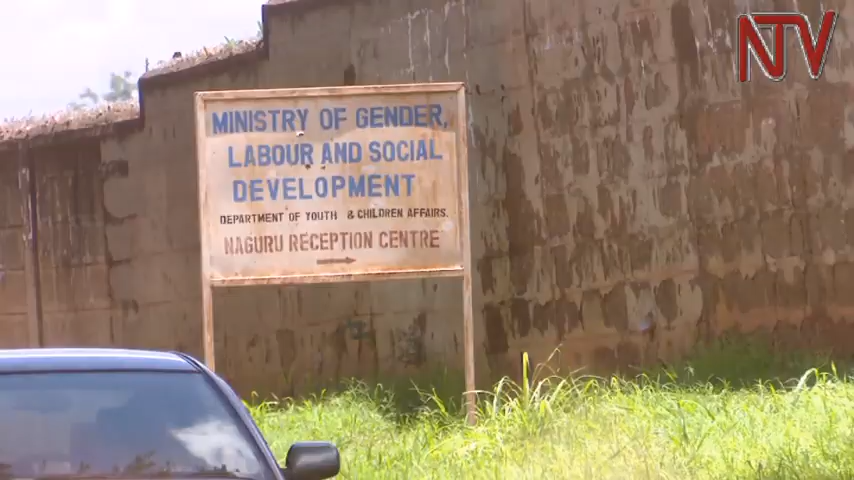 NTV
MINISTRY OF GENDER,
LABOUR AND SOCIAL
DEVELOPMENT
DEPARTMENT OF YOUTH & CHILDREN AFFAIRS.
NAGURU RECEPTION CENTRE